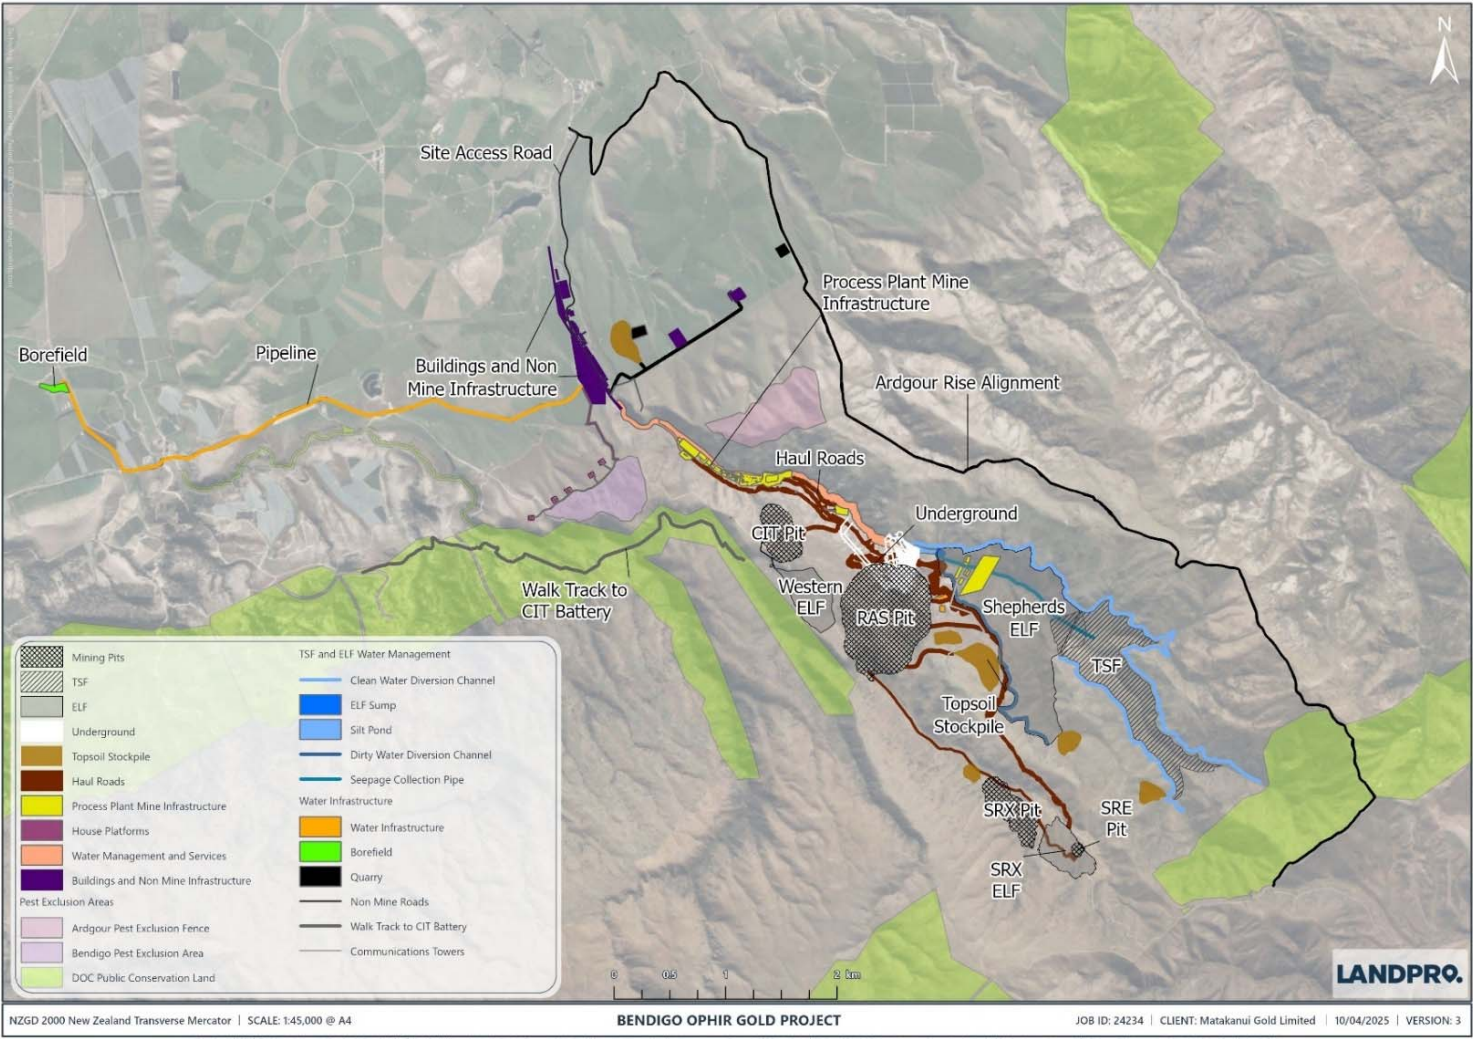 N
Site Access Road
Process Plant Mine
Infrastructure
Borefield
Pipeline
Buildings and Non
Mine Infrastructure
Ardgour Rise Alignment
Haul Roads
Underground
CIT Pit
Walk Track to
CIT Battery
Western
ELF
RAS Pit
Shepherds
ELF
TSF
Topsoil
Stockpile
SRX Pit
SRE
Pit
SRX
ELF
Mining Pits
TSF
ELF
Underground
Topsoil Stockpile
Haul Roads
Process Plant Mine Infrastructure
House Platforms
Water Management and Services
Buildings and Non Mine Infrastructure
Pest Exclusion Areas
Ardgour Pest Exclusion Fence
Bendigo Pest Exclusion Area
DOC Public Conservation Land
TSF and ELF Water Management
Clean Water Diversion Channel
ELF Sump
Silt Pond
Dirty Water Diversion Channel
Seepage Collection Pipe
Water Infrastructure
Water Infrastructure
Borefield
Quarry
Non Mine Roads
Walk Track to CIT Battery
Communications Towers
0 0.5 1 2 km
LANDPRO.
NZGD 2000 New Zealand Transverse Mercator | SCALE: 1:45,000 @ A4
BENDIGO OPHIR GOLD PROJECT
JOB ID: 24234 | CLIENT: Matakanui Gold Limited | 10/04/2025 | VERSION: 3